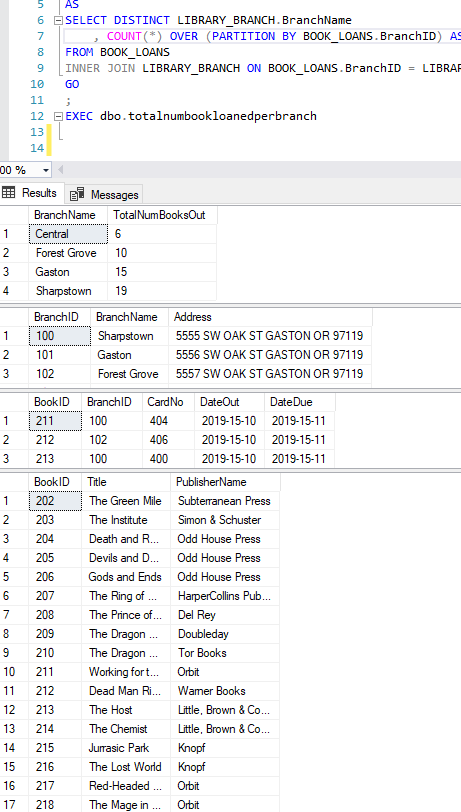 5 AS
6 SELECT DISTINCT LIBRARY_BRANCH.BranchName
7 , COUNT(*) OVER (PARTITION BY BOOK_LOANS.BranchID) AS
8 FROM BOOK_LOANS
9 INNER JOIN LIBRARY_BRANCH ON BOOK_LOANS.BranchID = LIBRAR
10 GO
11 ;
12 EXEC dbo.totalnumbookloanedperbranch
13
14
00 %
Results Messages
BranchName TotalNumBooksOut
1 Central 6
2 Forest Grove 10
3 Gaston 15
4 Sharpstown 19
BranchID BranchName Address
1 100 Sharpstown 5555 SW OAK ST GASTON OR 97119
2 101 Gaston 5556 SW OAK ST GASTON OR 97119
3 102 Forest Grove 5557 SW OAK ST GASTON OR 97119
BookID BranchID CardNo DateOut DateDue
1 211 100 404 2019-15-10 2019-15-11
2 212 102 406 2019-15-10 2019-15-11
3 213 100 400 2019-15-10 2019-15-11
BookID Title PublisherName
1 202 The Green Mile Subterranean Press
2 203 The Institute Simon & Schuster
3 204 Death and R... Odd House Press
4 205 Devils and D... Odd House Press
5 206 Gods and Ends Odd House Press
6 207 The Ring of ... HarperCollins Pub...
7 208 The Prince of... Del Rey
8 209 The Dragon ... Doubleday
9 210 The Dragon ... Tor Books
10 211 Working for t... Orbit
11 212 Dead Man Ri... Warner Books
12 213 The Host Little, Brown & Co...
13 214 The Chemist Little, Brown & Co...
14 215 Jurrasic Park Knopf
15 216 The Lost World Knopf
16 217 Red-Headed ... Orbit
17 218 The Mage in ... Orbit